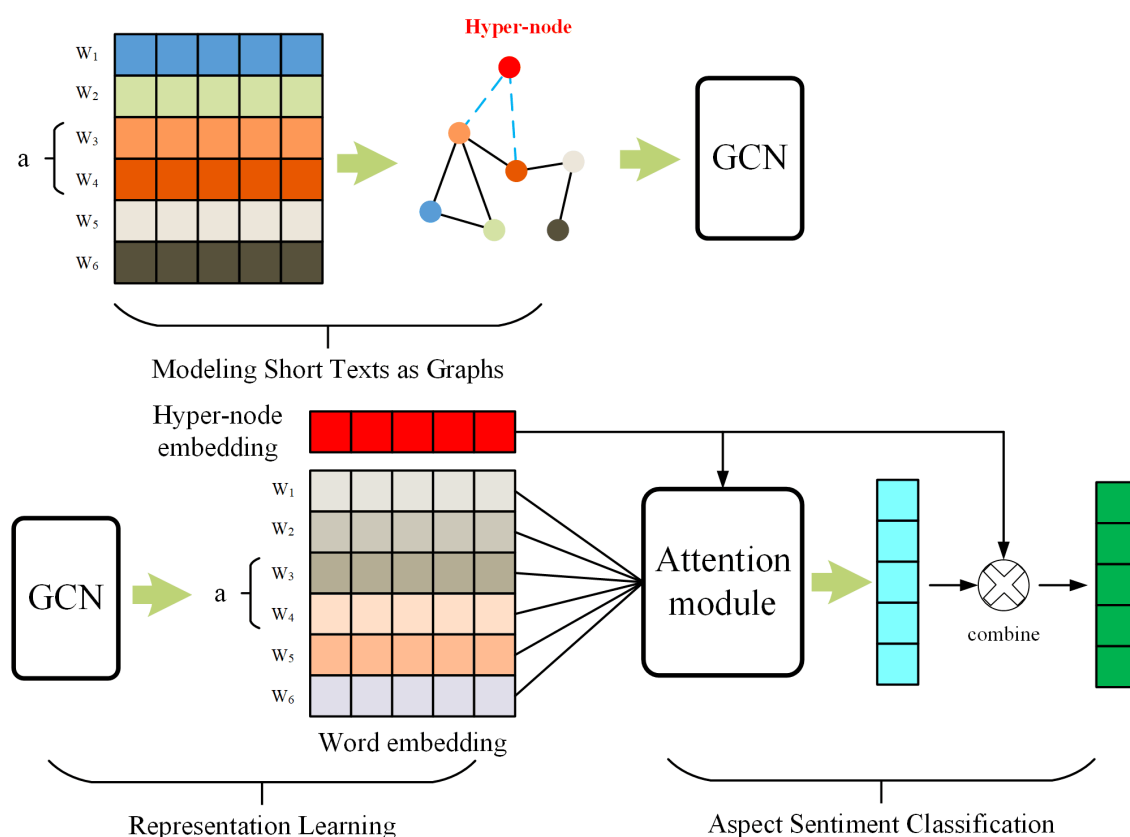 Hyper-node
W₁
W₂
W₃
a
W₄
W₅
W₆
GCN
Modeling Short Texts as Graphs
Hyper-node
embedding
W₁
W₂
W₃
a
W₄
W₅
W₆
GCN
Attention
module
combine
Word embedding
Representation Learning
Aspect Sentiment Classification